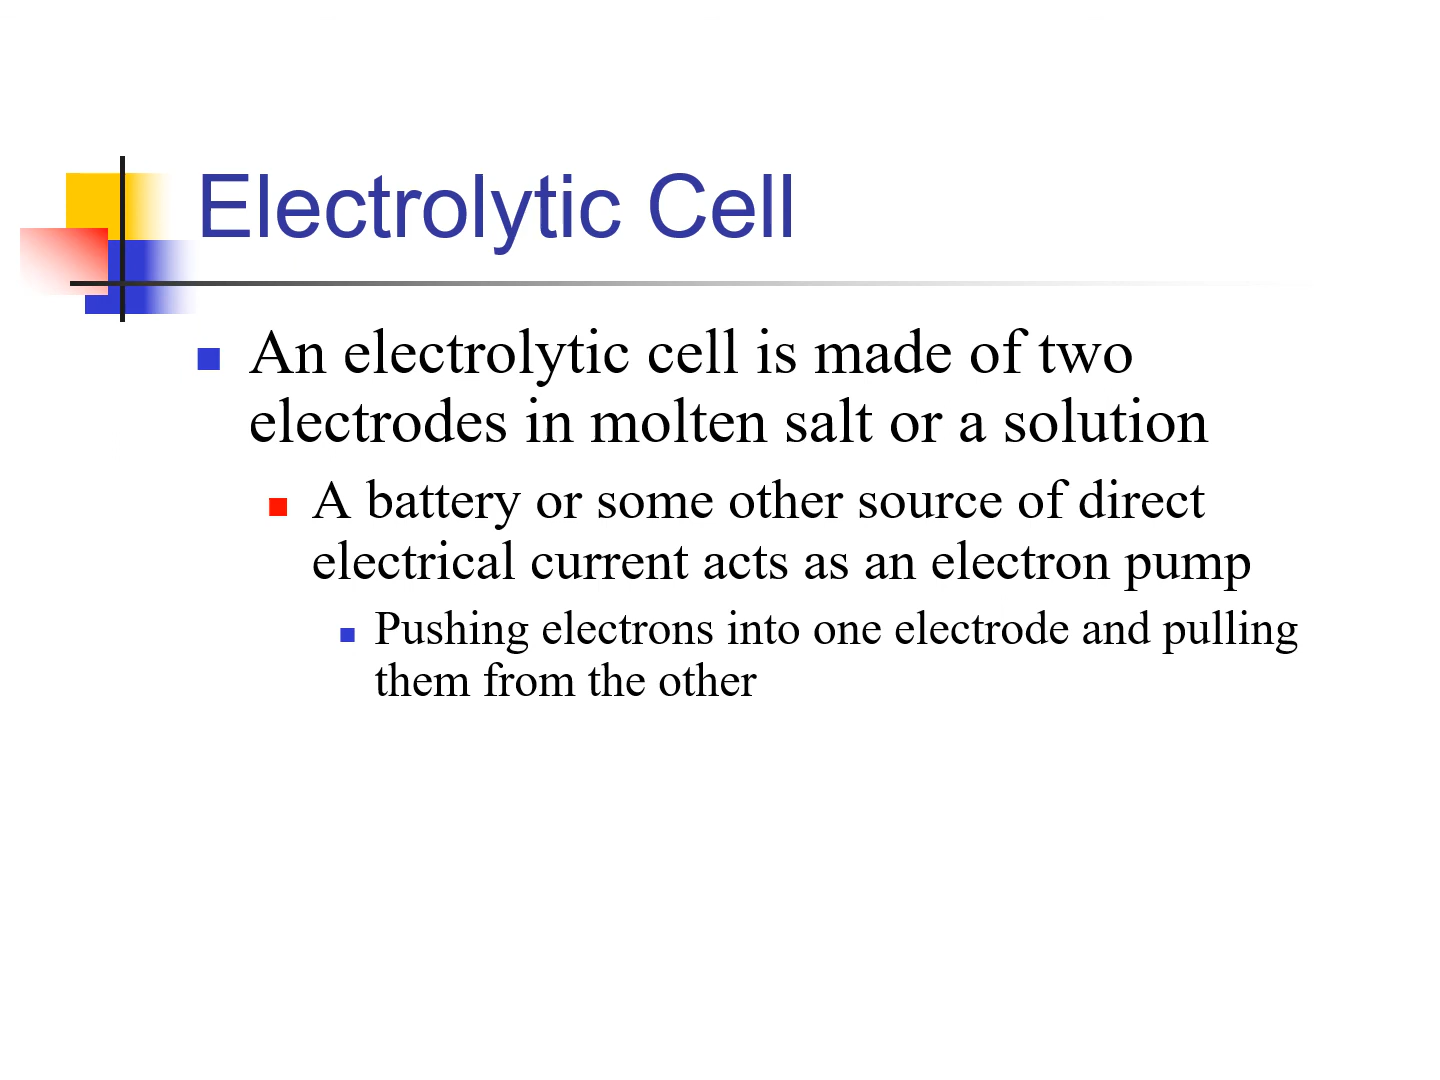 Electrolytic Cell
An electrolytic cell is made of two
electrodes in molten salt or a solution
A battery or some other source of direct
electrical current acts as an electron pump
Pushing electrons into one electrode and pulling
them from the other